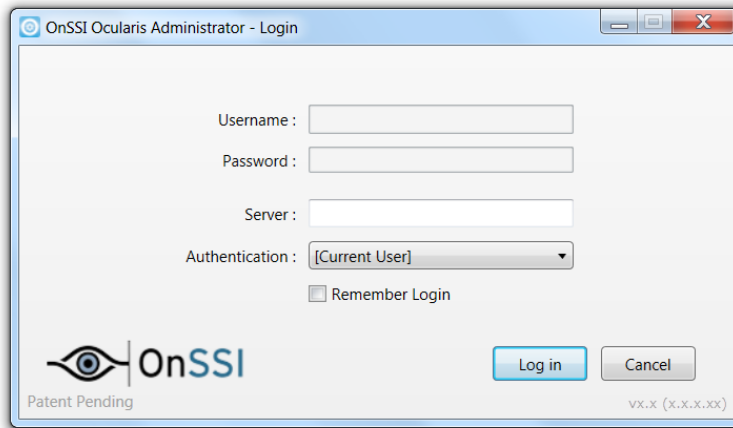 OnSSI Ocularis Administrator - Login
Username :
Password :
Server :
Authentication : [Current User]
Remember Login
OnSSI
Log in Cancel
Patent Pending
vx.x (x.x.x.xx)